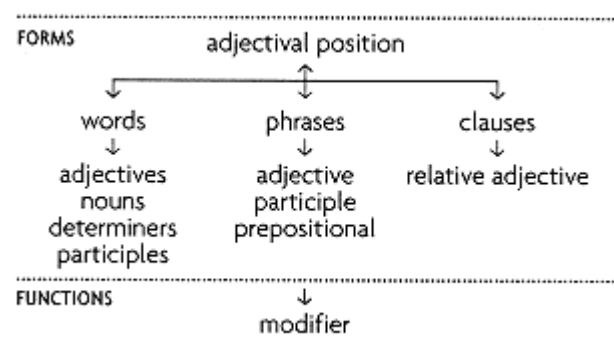 FORMS
adjectival position
words phrases clauses
adjectives adjective relative adjective
nouns participle
determiners prepositional
participles
FUNCTIONS
modifier